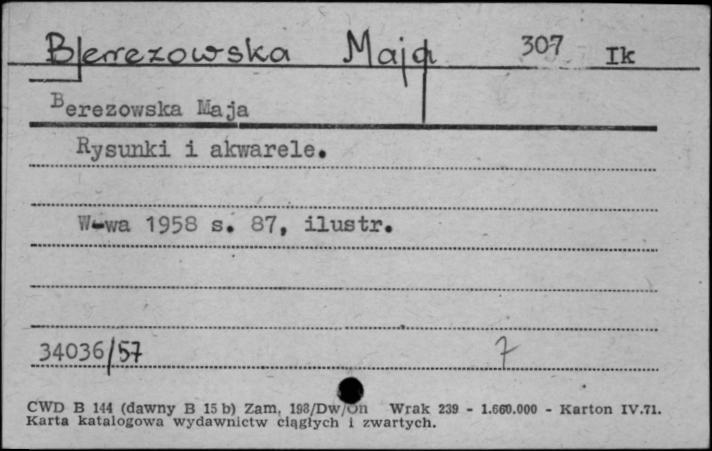 Berezowska Maja 307 Ik
Berezowska Maja
Rysunki i akwarele.
W-wa 1958 s. 87, ilustr.
34036/57 7
CWD B 144 (dawny B 15 b) Zam. 198/Dw/On Wrak 239 - 1.660.000 - Karton IV.71.
Karta katalogowa wydawnictw ciągłych i zwartych.